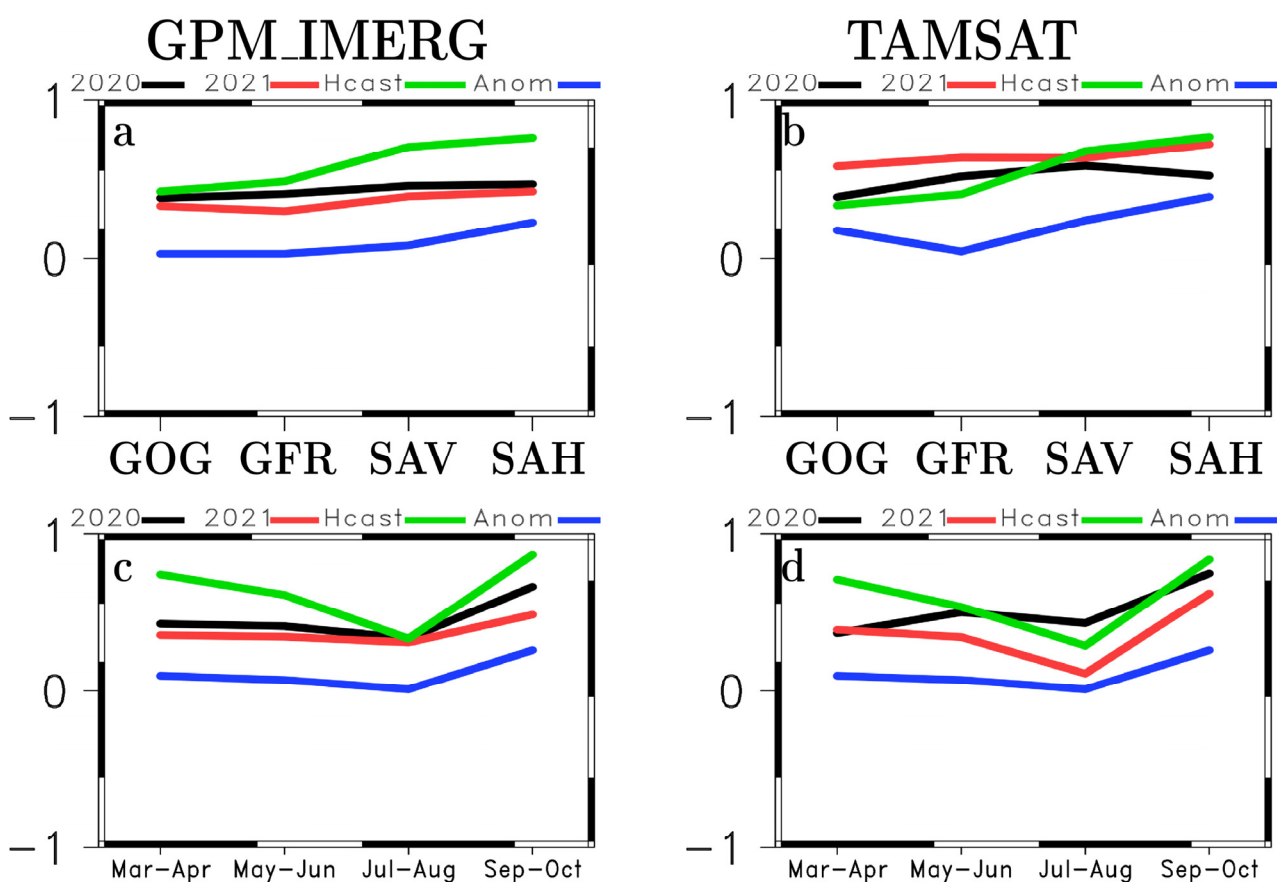 GPM_IMERG TAMSAT
2020 2021 Hcast Anom 2020 2021 Hcast Anom
1 1
a b
0 0
-1 -1
GOG GFR SAV SAH GOG GFR SAV SAH
2020 2021 Hcast Anom 2020 2021 Hcast Anom
1 1
c d
0 0
-1 -1
Mar-Apr May-Jun Jul-Aug Sep-Oct Mar-Apr May-Jun Jul-Aug Sep-Oct